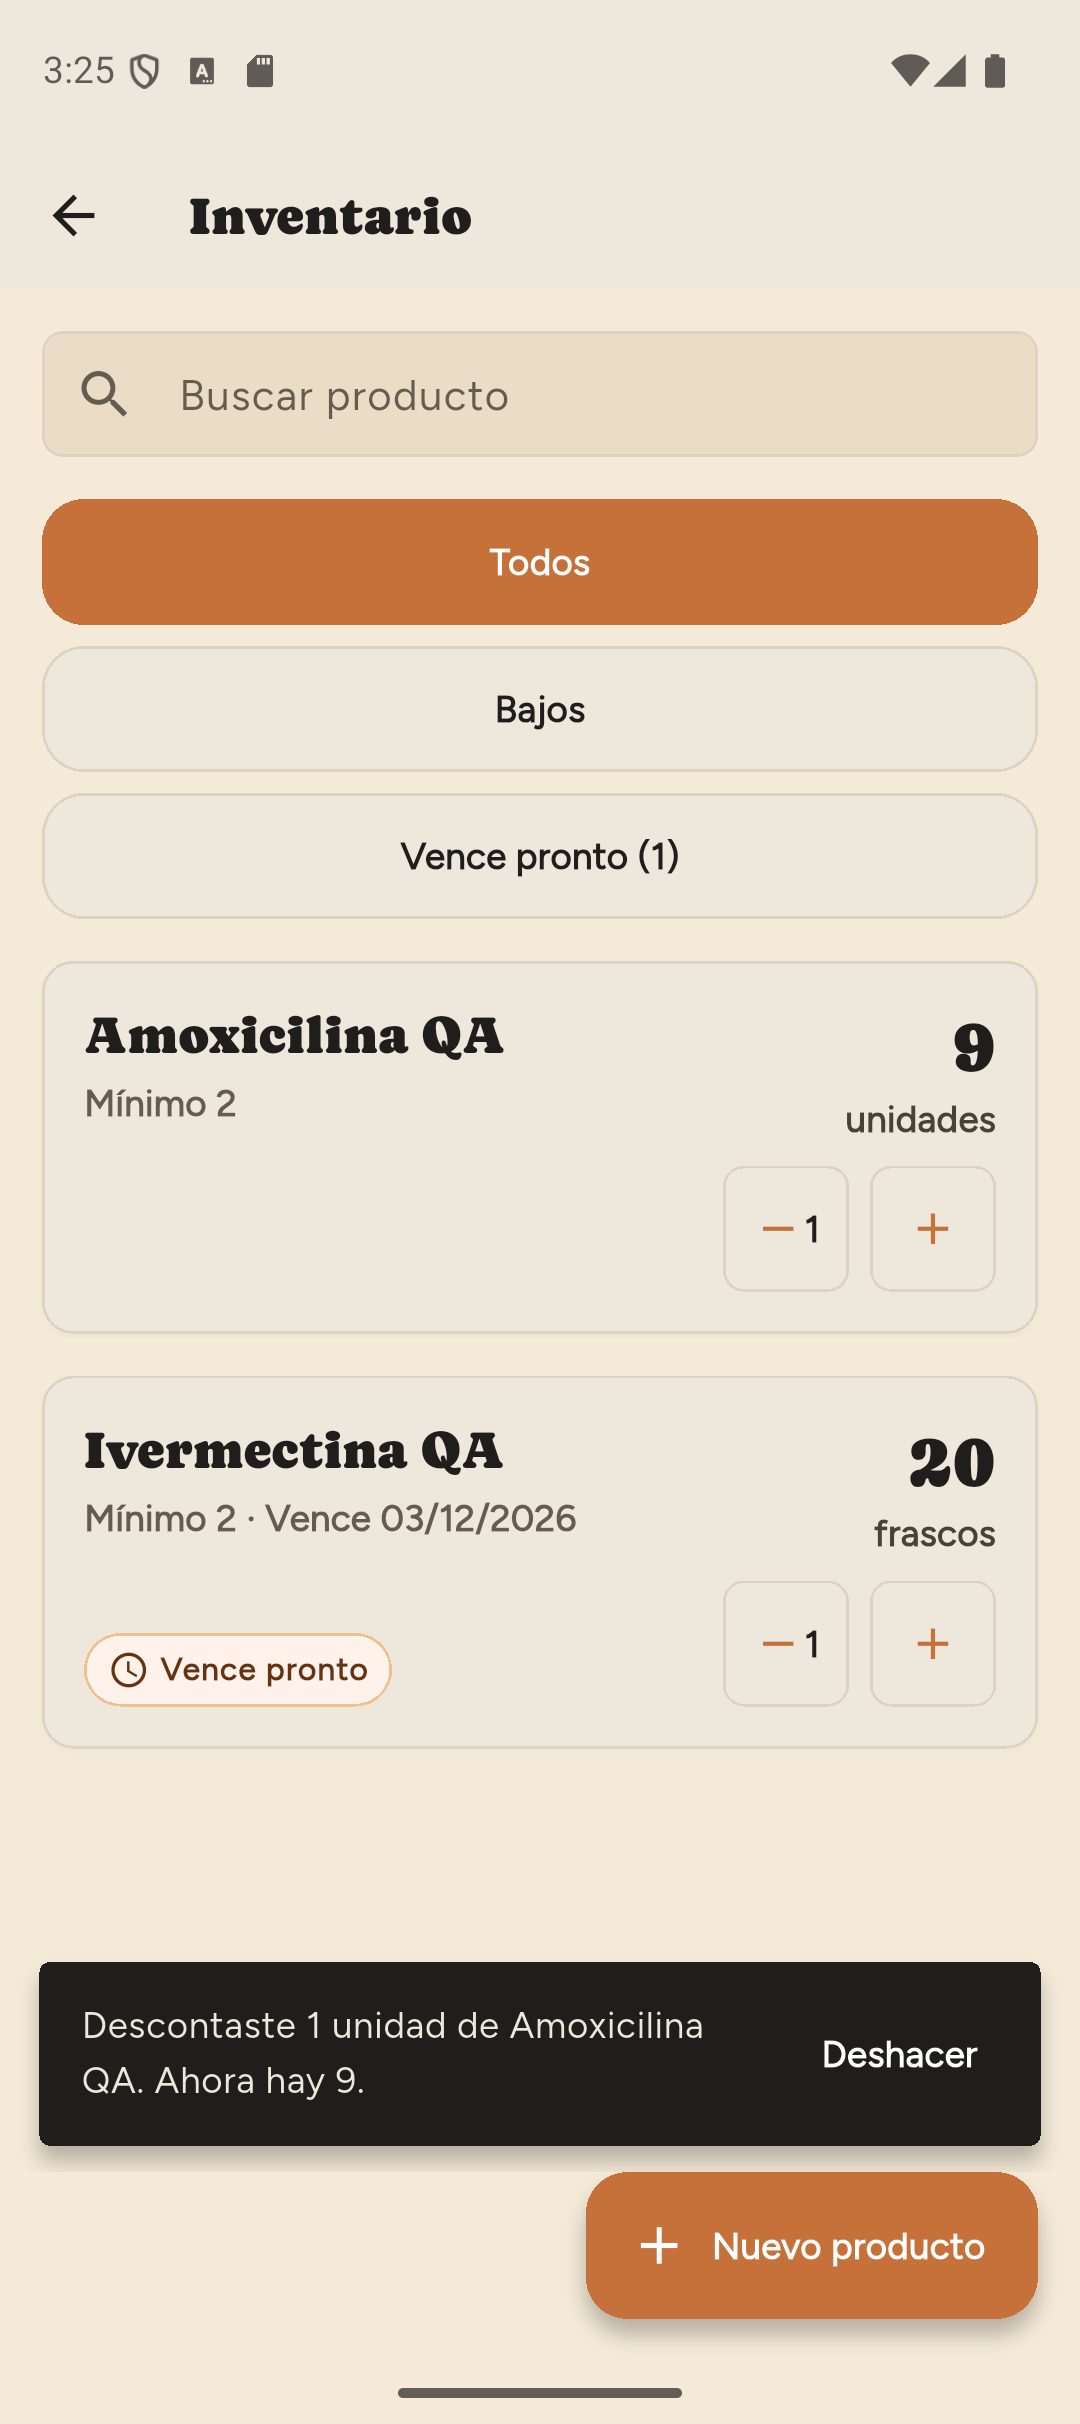 3:25
Inventario
Buscar producto
Todos
Bajos
Vence pronto (1)
Amoxicilina QA
9
Mínimo 2
unidades
1
Ivermectina QA
20
Mínimo 2 · Vence 03/12/2026
frascos
1
Vence pronto
Descontaste 1 unidad de Amoxicilina
QA. Ahora hay 9.
Deshacer
Nuevo producto